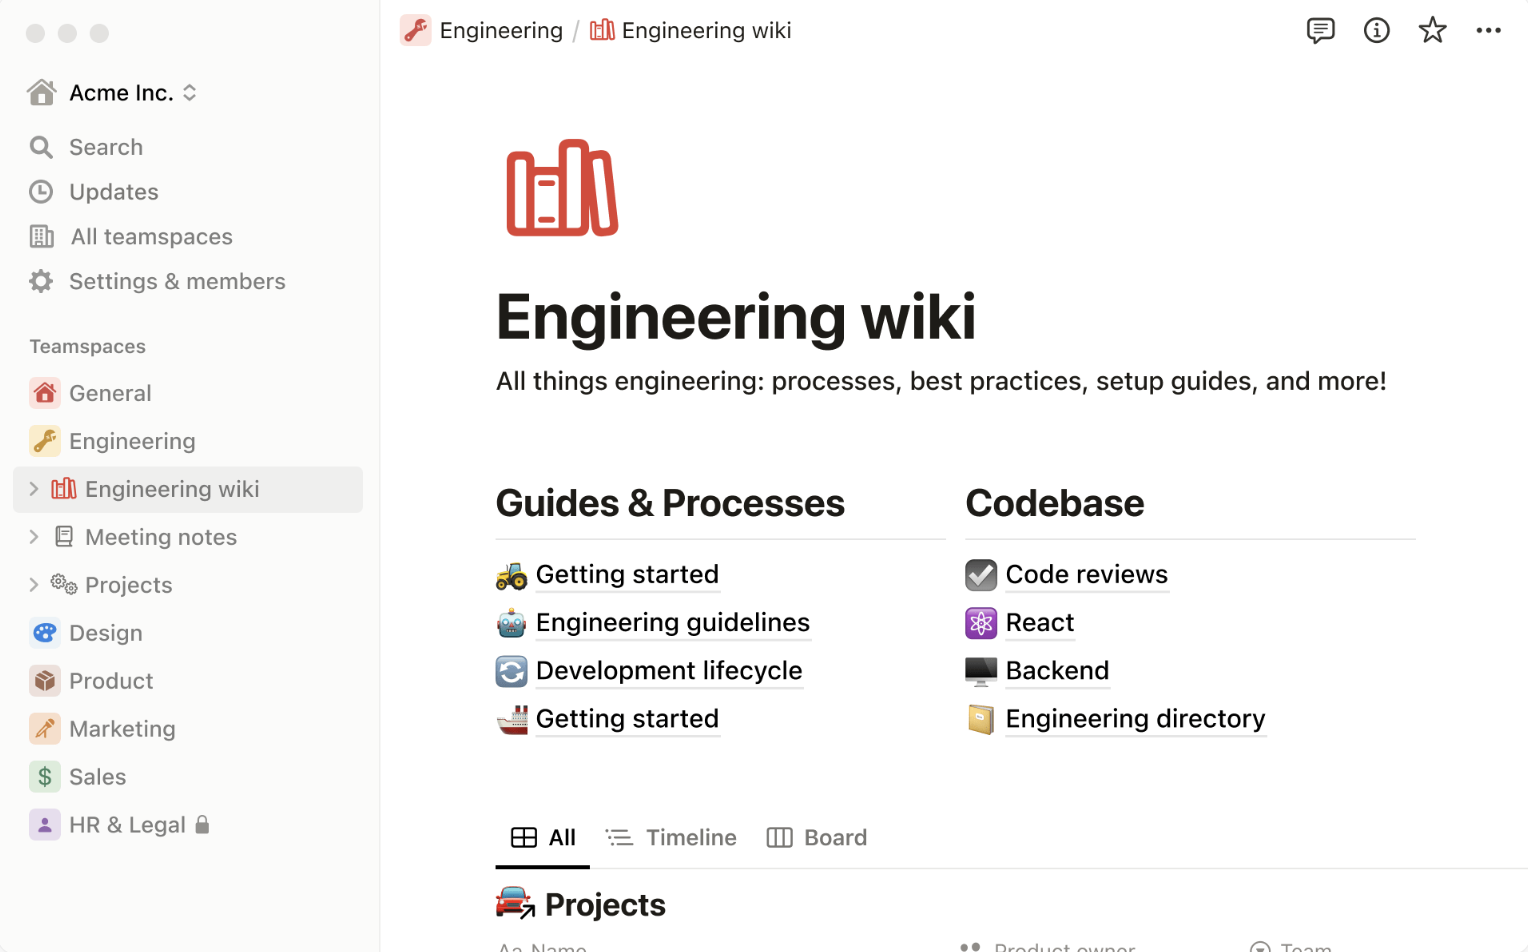 Acme Inc.
Search
Updates
All teamspaces
Settings & members
Teamspaces
General
Engineering
Engineering wiki
Meeting notes
Projects
Design
Product
Marketing
$ Sales
HR & Legal
Engineering / Engineering wiki
Engineering wiki
All things engineering: processes, best practices, setup guides, and more!
Guides & Processes
Getting started
Engineering guidelines
Development lifecycle
Getting started
Codebase
Code reviews
React
Backend
Engineering directory
All Timeline Board
Projects
Aa Name Product owner Team